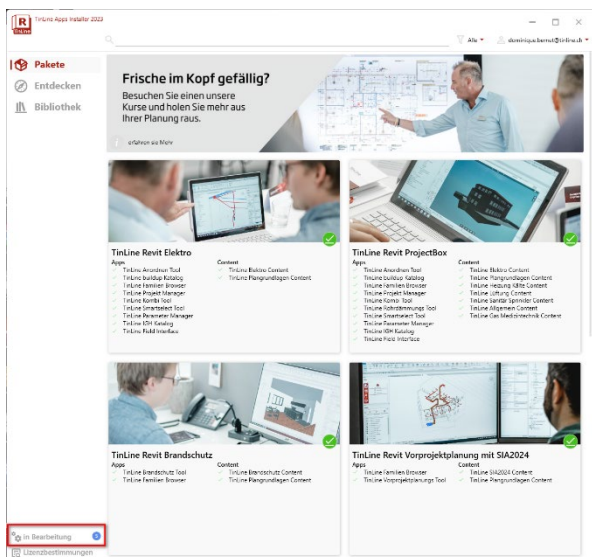 R
TinLine
TinLine Apps Installer 2023
Alle
dominique.bernet@tinline.ch
Pakete
Entdecken
Bibliothek
Frische im Kopf gefällig?
Besuchen Sie einen unsere
Kurse und holen Sie mehr aus
Ihrer Planung raus.
erfahren sie Mehr
TinLine Revit Elektro
Apps
TinLine Anordnen Tool
TinLine buildup Katalog
TinLine Familien Browser
TinLine Projekt Manager
TinLine Kombi Tool
TinLine Smartselect Tool
TinLine Parameter Manager
TinLine KBH Katalog
TinLine Field Interface
Content
TinLine Elektro Content
TinLine Plangrundlagen Content
TinLine Revit ProjectBox
Apps
TinLine Anordnen Tool
TinLine buildup Katalog
TinLine Familien Browser
TinLine Projekt Manager
TinLine Kombi Tool
TinLine Rohrdämmungs Tool
TinLine Smartselect Tool
TinLine Parameter Manager
TinLine KBH Katalog
TinLine Field Interface
Content
TinLine Elektro Content
TinLine Plangrundlagen Content
TinLine Heizung Kälte Content
TinLine Lüftung Content
TinLine Sanitär Sprinkler Content
TinLine Allgemein Content
TinLine Gas Medizintechnik Content
TinLine Revit Brandschutz
Apps
TinLine Brandschutz Tool
TinLine Familien Browser
Content
TinLine Brandschutz Content
TinLine Plangrundlagen Content
TinLine Revit Vorprojektplanung mit SIA2024
Apps
TinLine Familien Browser
TinLine Vorprojektplanungs Tool
Content
TinLine SIA2024 Content
TinLine Plangrundlagen Content
in Bearbeitung 5
Lizenzbestimmungen